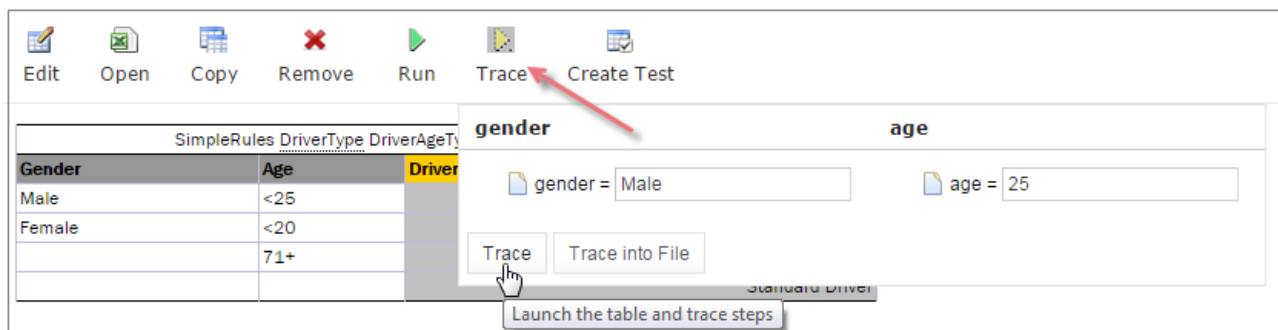 Edit Open Copy Remove Run Trace Create Test
gender age
SimpleRules DriverType DriverAgeTy
Gender Age Driver
gender = Male age = 25
Male <25
Female <20
Trace Trace into File
71+
Standard Driver
Launch the table and trace steps